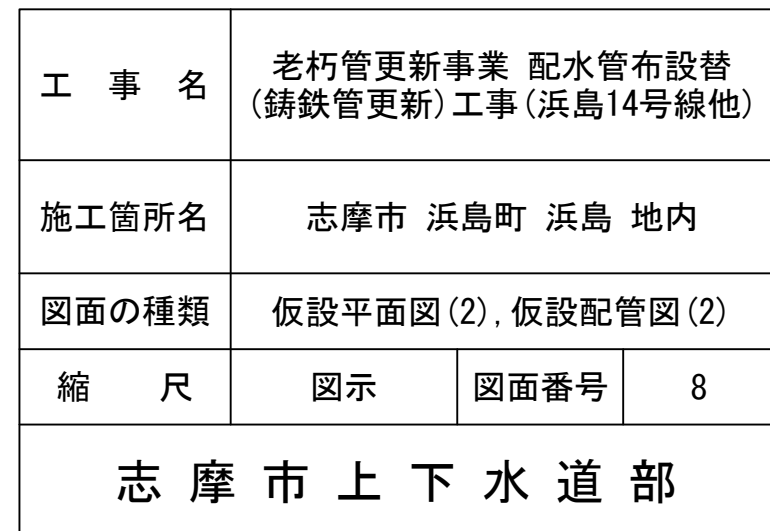 工事名
老朽管更新事業 配水管布設替
(鋳鉄管更新)工事(浜島14号線他)
施工箇所名
志摩市 浜島町 浜島 地内
図面の種類
仮設平面図(2),仮設配管図(2)
縮尺 図示 図面番号 8
志摩市上下水道部